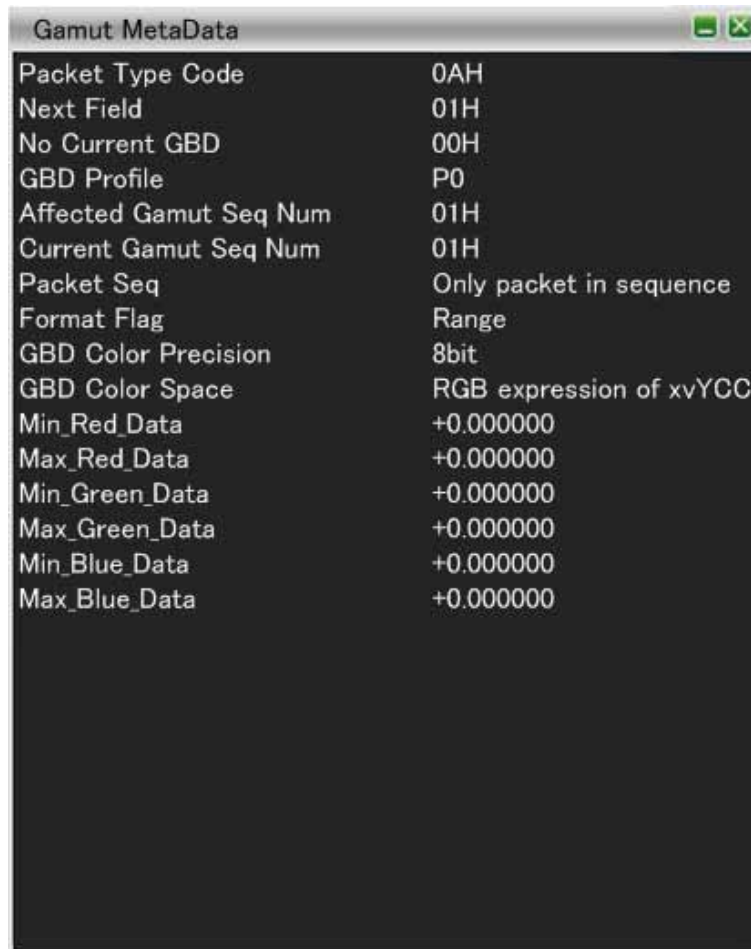 Gamut MetaData
Packet Type Code 0AH
Next Field 01H
No Current GBD 00H
GBD Profile P0
Affected Gamut Seq Num 01H
Current Gamut Seq Num 01H
Packet Seq Only packet in sequence
Format Flag Range
GBD Color Precision 8bit
GBD Color Space RGB expression of xvYCC
Min_Red_Data +0.000000
Max_Red_Data +0.000000
Min_Green_Data +0.000000
Max_Green_Data +0.000000
Min_Blue_Data +0.000000
Max_Blue_Data +0.000000